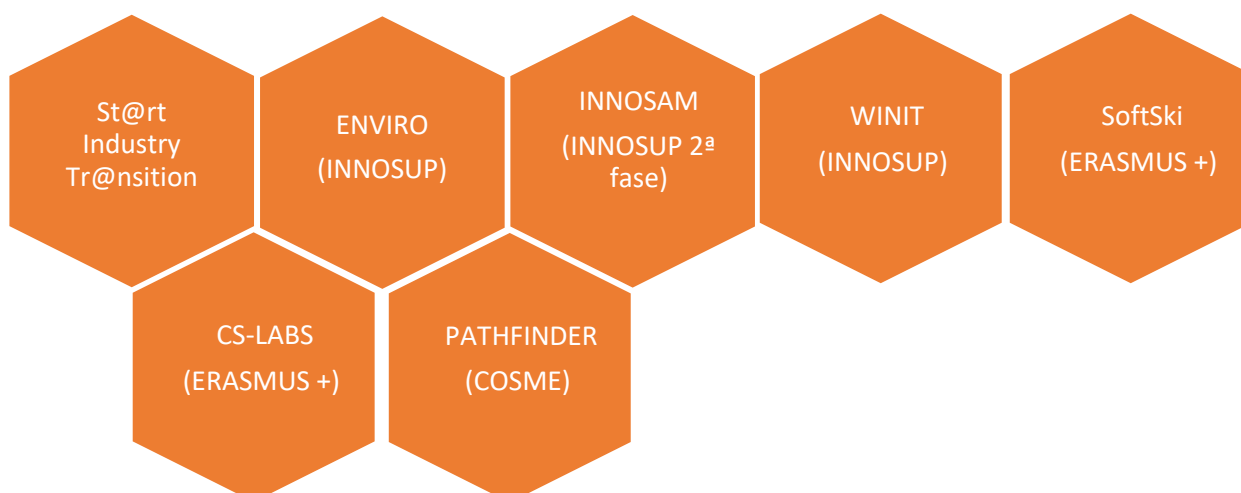 St@rt
Industry
Tr@nsition
ENVIRO
(INNOSUP)
INNOSAM
(INNOSUP 2ª
fase)
WINIT
(INNOSUP)
SoftSki
(ERASMUS +)
CS-LABS
(ERASMUS +)
PATHFINDER
(COSME)